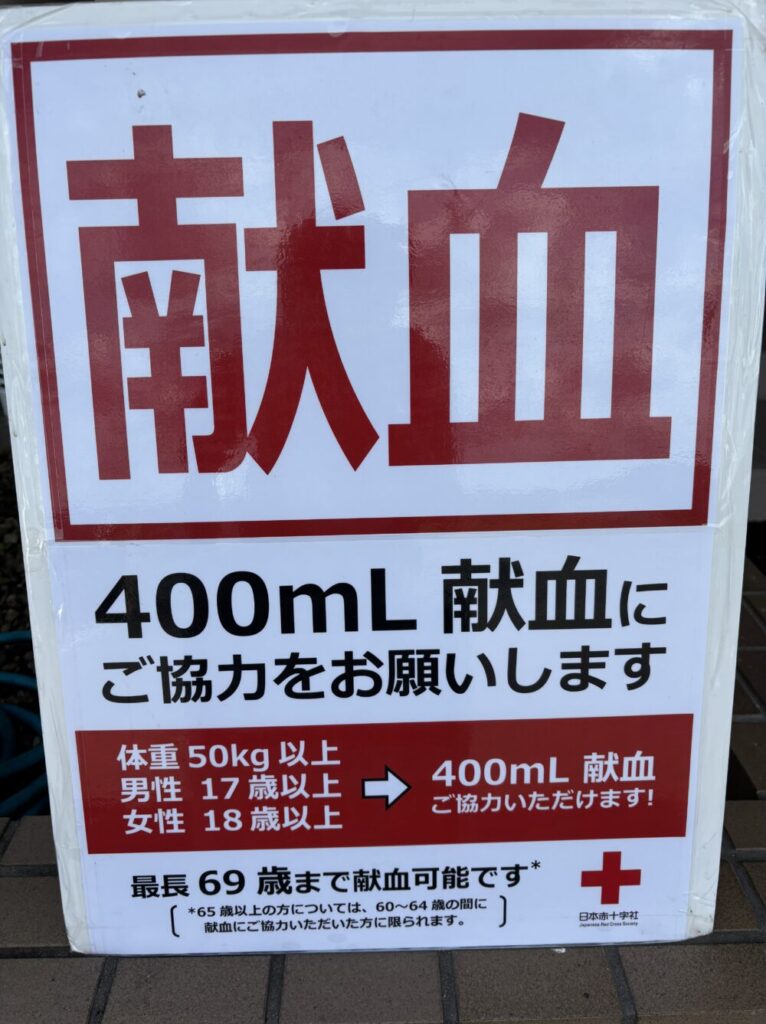 献血
400mL 献血に
ご協力をお願いします
体重 50kg 以上
男性 17 歳以上
女性 18 歳以上
➡ 400mL 献血
ご協力いただけます!
最長 69 歳まで献血可能です*
*65 歳以上の方については、60～64 歳の間に
献血にご協力いただいた方に限られます。
日本赤十字社
Japanese Red Cross Society